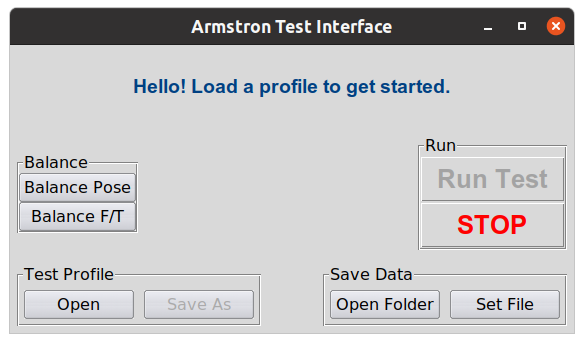 Armstron Test Interface
Hello! Load a profile to get started.
Balance
Balance Pose
Balance F/T
Run
Run Test
STOP
Test Profile
Open
Save As
Save Data
Open Folder
Set File